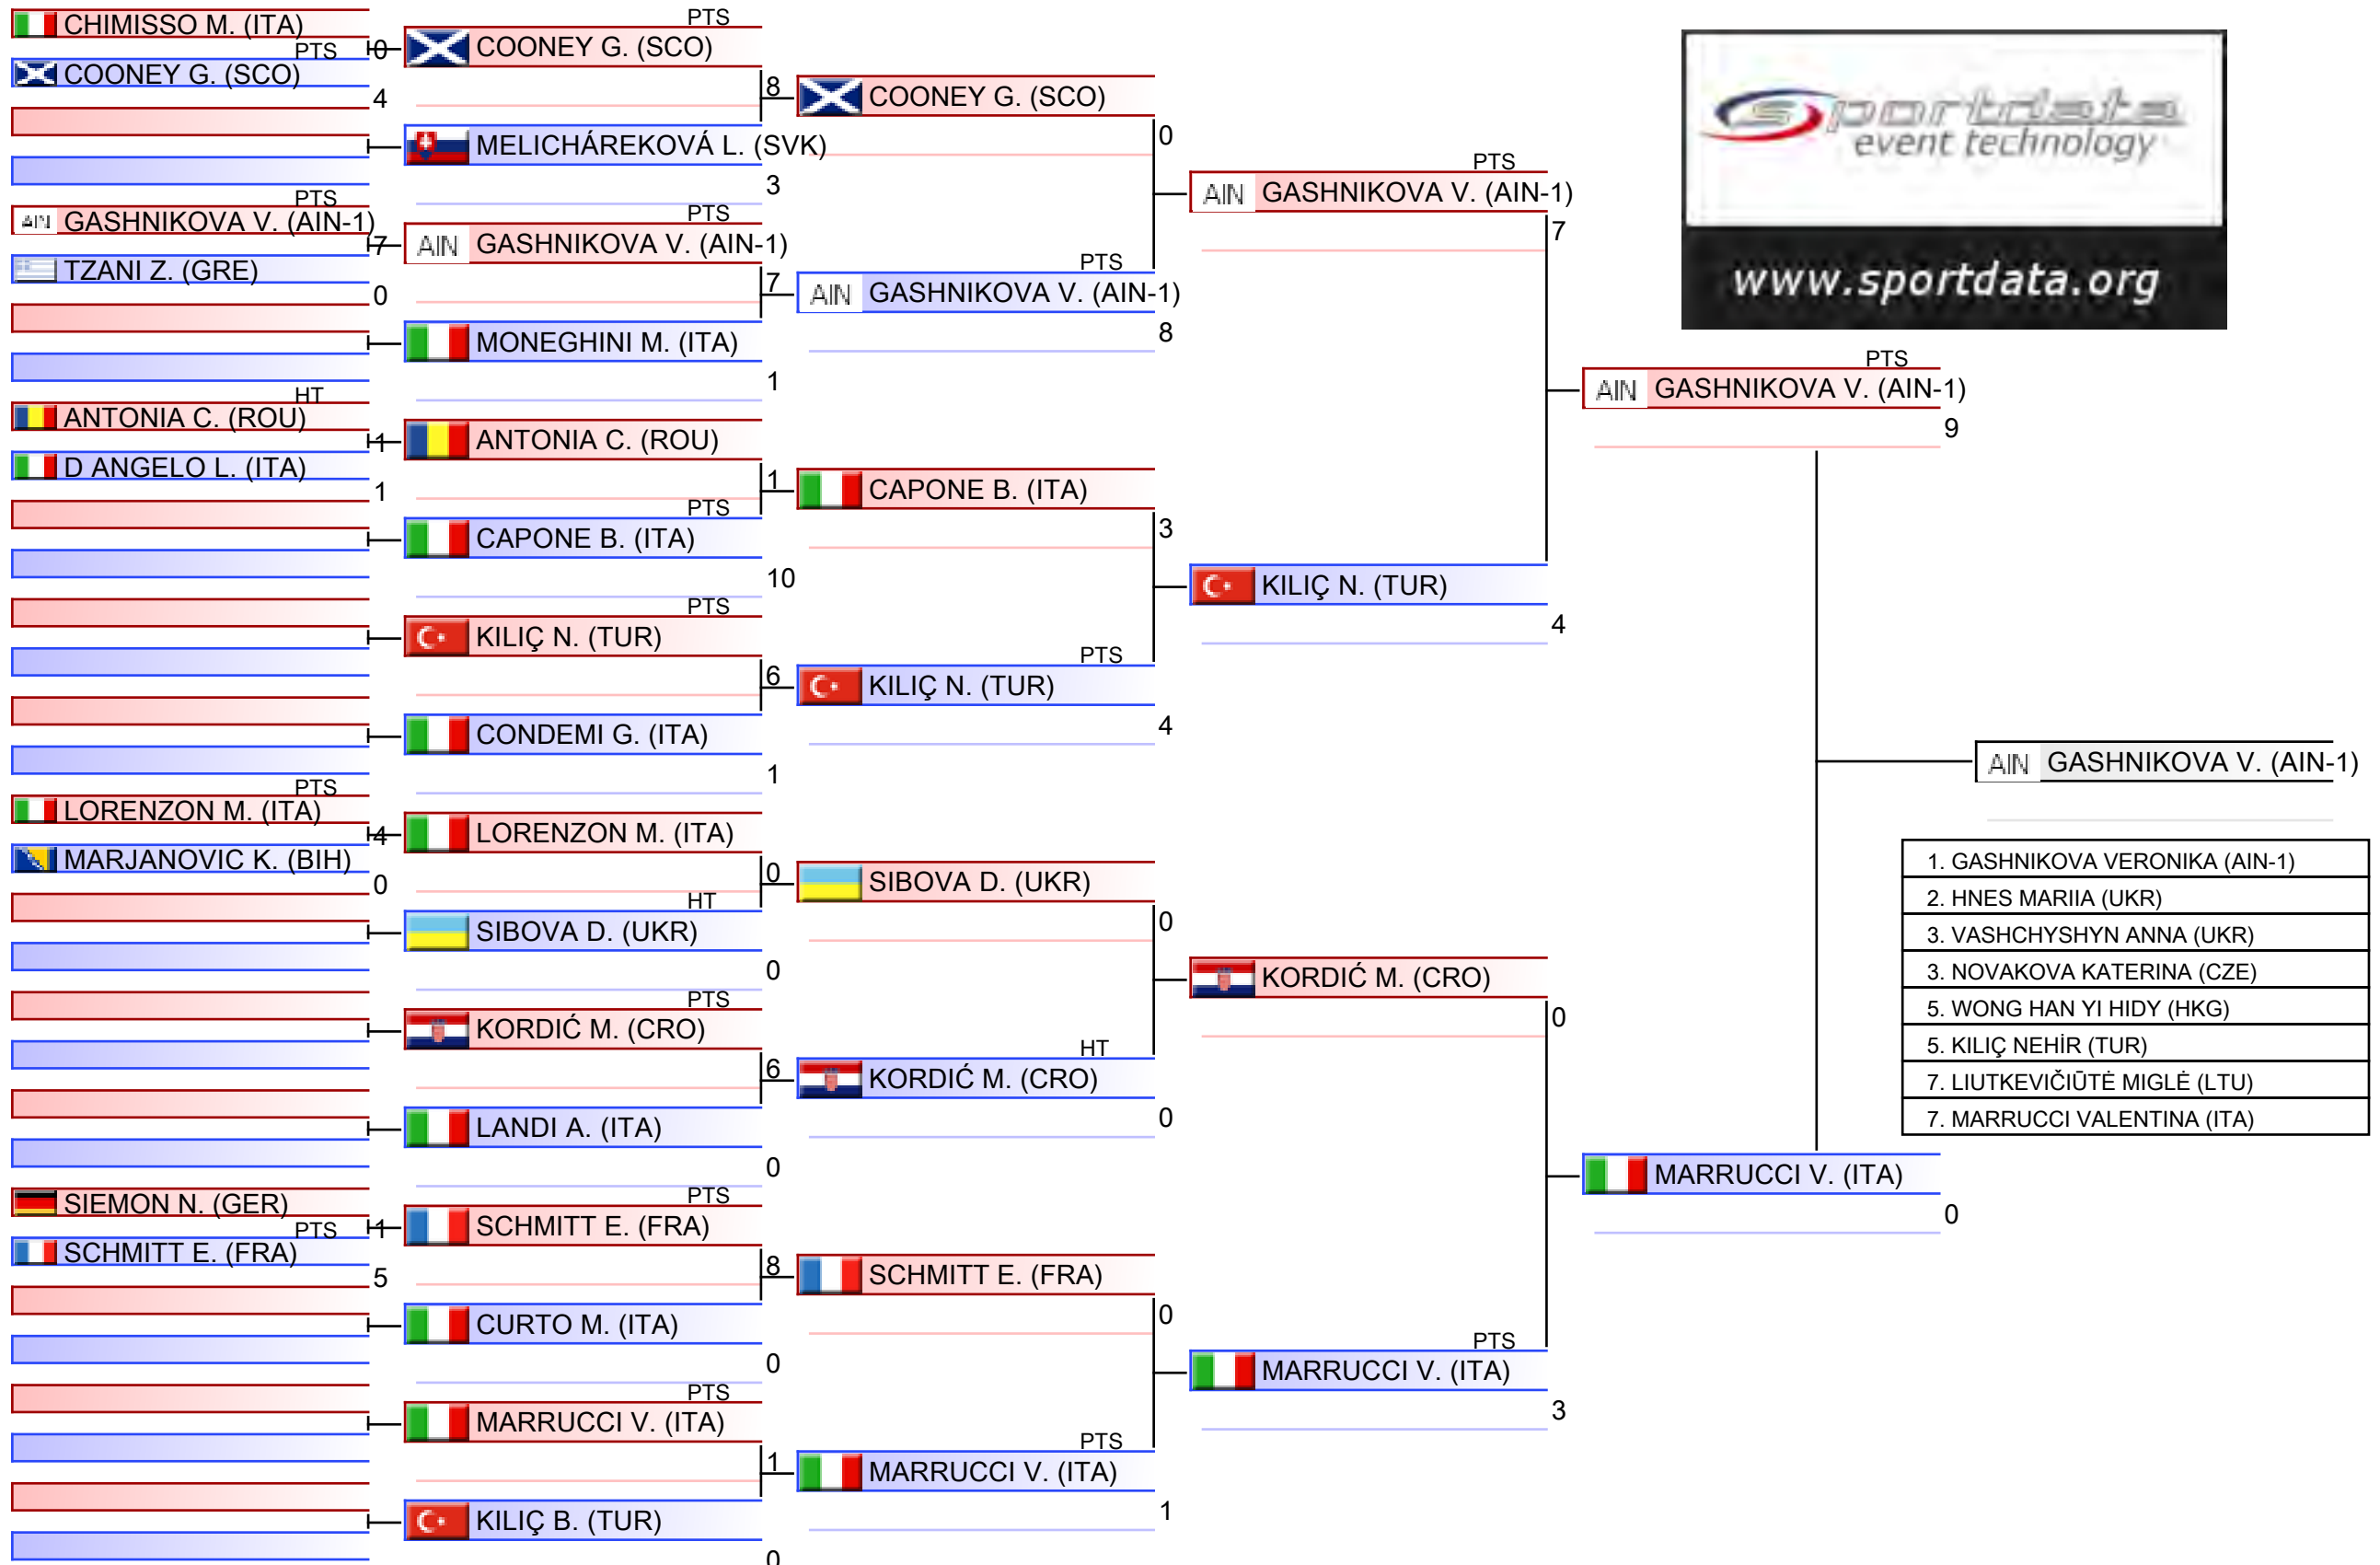 CHIMISSO M. (ITA)
0
PTS
COONEY G. (SCO)
4
PTS
GASHNIKOVA V. (AIN-1)
7
TZANI Z. (GRE)
0
HT
ANTONIA C. (ROU)
1
D ANGELO L. (ITA)
1
PTS
LORENZON M. (ITA)
4
MARJANOVIC K. (BIH)
0
SIEMON N. (GER)
1
PTS
SCHMITT E. (FRA)
5
PTS
COONEY G. (SCO)
8
MELICHÁREKOVÁ L. (SVK)
3
PTS
AIN GASHNIKOVA V. (AIN-1)
7
MONEGHINI M. (ITA)
1
ANTONIA C. (ROU)
1
PTS
CAPONE B. (ITA)
10
PTS
KILIÇ N. (TUR)
6
CONDEMI G. (ITA)
1
LORENZON M. (ITA)
0
HT
SIBOVA D. (UKR)
0
PTS
KORDIĆ M. (CRO)
6
LANDI A. (ITA)
0
PTS
SCHMITT E. (FRA)
8
CURTO M. (ITA)
0
PTS
MARRUCCI V. (ITA)
1
KILIÇ B. (TUR)
0
COONEY G. (SCO)
0
PTS
AIN GASHNIKOVA V. (AIN-1)
8
CAPONE B. (ITA)
3
PTS
KILIÇ N. (TUR)
4
SIBOVA D. (UKR)
0
HT
KORDIĆ M. (CRO)
0
SCHMITT E. (FRA)
0
PTS
MARRUCCI V. (ITA)
1
PTS
AIN GASHNIKOVA V. (AIN-1)
7
KILIÇ N. (TUR)
4
KORDIĆ M. (CRO)
0
PTS
MARRUCCI V. (ITA)
3
PTS
AIN GASHNIKOVA V. (AIN-1)
9
MARRUCCI V. (ITA)
0
sportdata
event technology
www.sportdata.org
AIN GASHNIKOVA V. (AIN-1)
1. GASHNIKOVA VERONIKA (AIN-1)
2. HNES MARIIA (UKR)
3. VASHCHYSHYN ANNA (UKR)
3. NOVAKOVA KATERINA (CZE)
5. WONG HAN YI HIDY (HKG)
5. KILIÇ NEHİR (TUR)
7. LIUTKEVIČIŪTĖ MIGLĖ (LTU)
7. MARRUCCI VALENTINA (ITA)